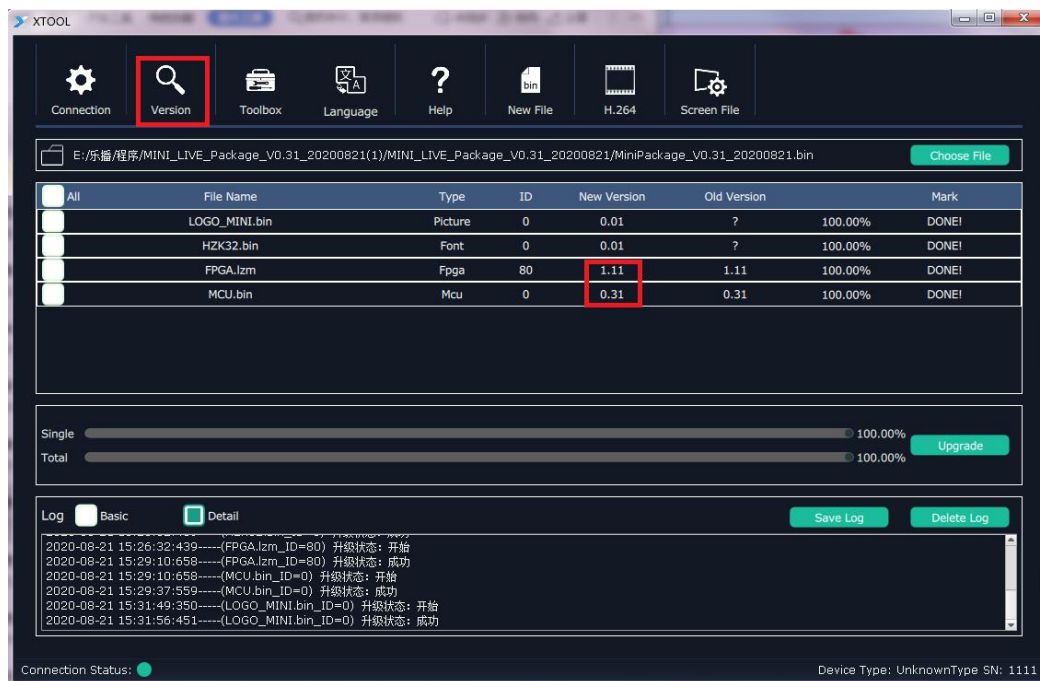 XTOOL
Connection Version Toolbox Language Help New File H.264 Screen File
bin
E:/乐播/程序/MINI_LIVE_Package_V0.31_20200821(1)/MINI_LIVE_Package_V0.31_20200821/MiniPackage_V0.31_20200821.bin Choose File
All File Name Type ID New Version Old Version Mark
LOGO_MINI.bin Picture 0 0.01 ? 100.00% DONE!
HZK32.bin Font 0 0.01 ? 100.00% DONE!
FPGA.lzm Fpga 80 1.11 1.11 100.00% DONE!
MCU.bin Mcu 0 0.31 0.31 100.00% DONE!
Single 100.00%
Upgrade
Total 100.00%
Log Basic Detail Save Log Delete Log
2020-08-21 15:26:32:439-----(FPGA.lzm_ID=80) 升级状态: 开始
2020-08-21 15:29:10:658-----(FPGA.lzm_ID=80) 升级状态: 成功
2020-08-21 15:29:10:658-----(MCU.bin_ID=0) 升级状态: 开始
2020-08-21 15:29:37:559-----(MCU.bin_ID=0) 升级状态: 成功
2020-08-21 15:31:49:350-----(LOGO_MINI.bin_ID=0) 升级状态: 开始
2020-08-21 15:31:56:451-----(LOGO_MINI.bin_ID=0) 升级状态: 成功
Connection Status: Device Type: UnknownType SN: 1111